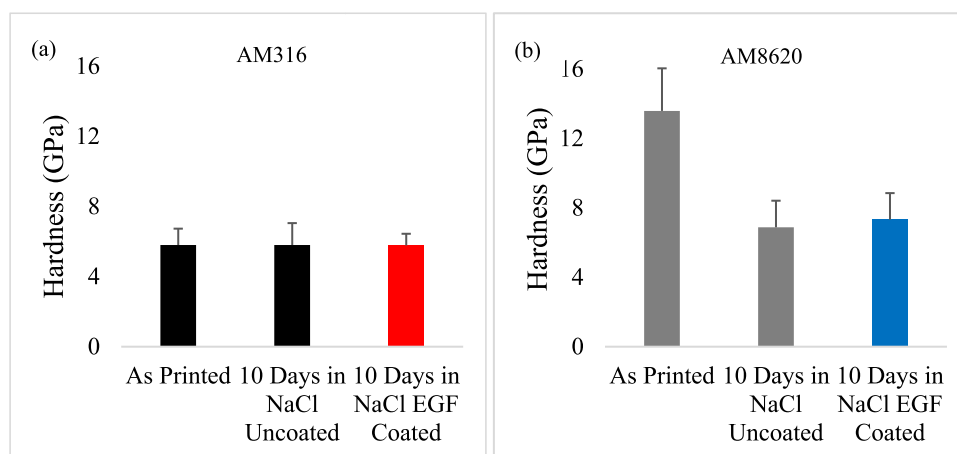 (a)
AM316
Hardness (GPa)
16
12
8
4
0
As Printed
10 Days in
NaCl
Uncoated
10 Days in
NaCl EGF
Coated
(b)
AM8620
Hardness (GPa)
16
12
8
4
0
As Printed
10 Days in
NaCl
Uncoated
10 Days in
NaCl EGF
Coated